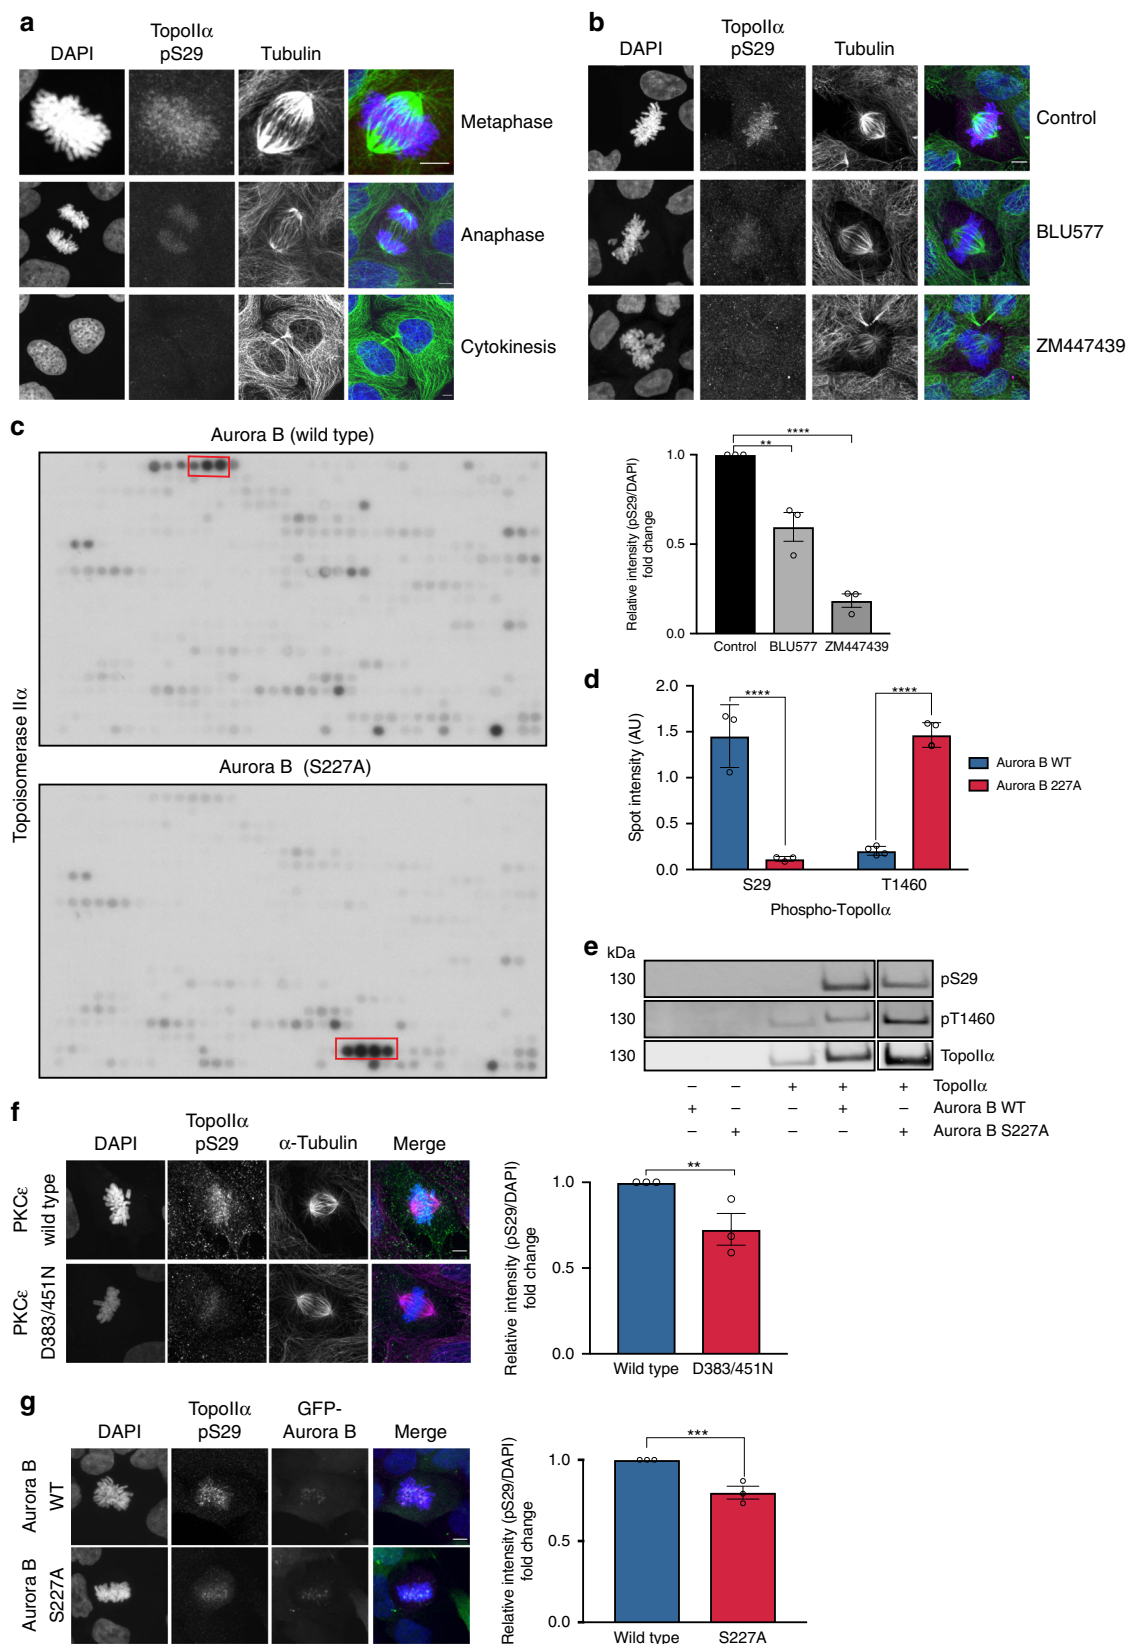 a
TopoIIα
pS29
DAPI
Tubulin
Metaphase
Anaphase
Cytokinesis
b
TopoIIα
pS29
DAPI
Tubulin
Control
BLU577
ZM447439
Relative intensity (pS29/DAPI)
fold change
1.0
0.5
0.0
**
****
Control
BLU577
ZM447439
c
Aurora B (wild type)
Aurora B (S227A)
Topoisomerase IIα
d
Spot intensity (AU)
2.0
1.5
1.0
0.5
0.0
****
****
S29
T1460
Phospho-TopoIIα
Aurora B WT
Aurora B 227A
e
kDa
130
pS29
130
pT1460
130
TopoIIα
– – + + + TopoIIα
+ – – + – Aurora B WT
– + – – + Aurora B S227A
f
TopoIIα
pS29
DAPI
α-Tubulin
Merge
PKCε
wild type
PKCε
D383/451N
Relative intensity (pS29/DAPI)
fold change
1.0
0.5
0.0
**
Wild type
D383/451N
g
TopoIIα
pS29
GFP-
Aurora B
DAPI
Merge
Aurora B
WT
Aurora B
S227A
Relative intensity (pS29/DAPI)
fold change
1.0
0.5
0.0
***
Wild type
S227A